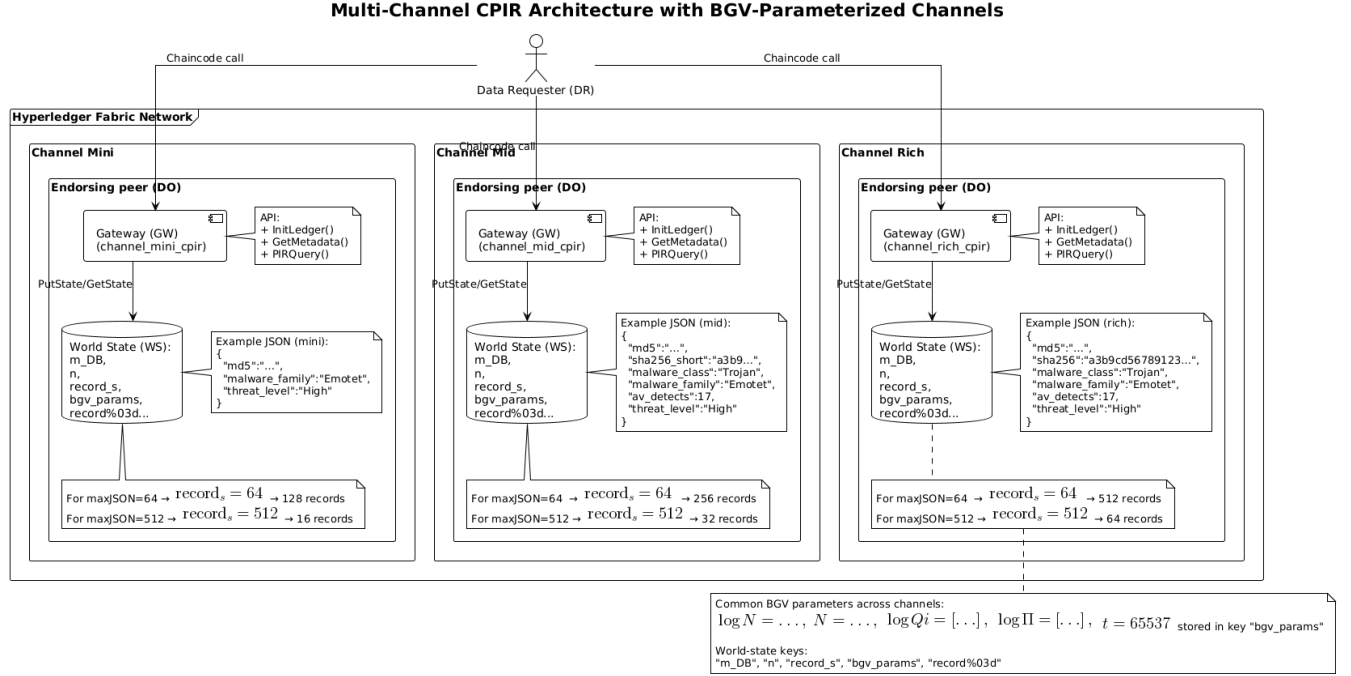 Multi-Channel CPIR Architecture with BGV-Parameterized Channels
Chaincode call
Chaincode call
Data Requester (DR)
Hyperledger Fabric Network
Chaincode call
Channel Mini
Endorsing peer (DO)
Gateway (GW)
(channel_mini_cpir)
API:
+ InitLedger()
+ GetMetadata()
+ PIRQuery()
PutState/GetState
World State (WS):
m_DB,
n,
record_s,
bgv_params,
record%03d...
Example JSON (mini):
{
"md5":"...",
"malware_family":"Emotet",
"threat_level":"High"
}
For maxJSON=64 → recordₛ = 64 → 128 records
For maxJSON=512 → recordₛ = 512 → 16 records
Channel Mid
Endorsing peer (DO)
Gateway (GW)
(channel_mid_cpir)
API:
+ InitLedger()
+ GetMetadata()
+ PIRQuery()
PutState/GetState
World State (WS):
m_DB,
n,
record_s,
bgv_params,
record%03d...
Example JSON (mid):
{
"md5":"...",
"sha256_short":"a3b9...",
"malware_class":"Trojan",
"malware_family":"Emotet",
"av_detects":17,
"threat_level":"High"
}
For maxJSON=64 → recordₛ = 64 → 256 records
For maxJSON=512 → recordₛ = 512 → 32 records
Channel Rich
Endorsing peer (DO)
Gateway (GW)
(channel_rich_cpir)
API:
+ InitLedger()
+ GetMetadata()
+ PIRQuery()
PutState/GetState
World State (WS):
m_DB,
n,
record_s,
bgv_params,
record%03d...
Example JSON (rich):
{
"md5":"...",
"sha256":"a3b9cd56789123...",
"malware_class":"Trojan",
"malware_family":"Emotet",
"av_detects":17,
"threat_level":"High"
}
For maxJSON=64 → recordₛ = 64 → 512 records
For maxJSON=512 → recordₛ = 512 → 64 records
Common BGV parameters across channels:
log N = ..., N = ..., log Qi = [...], log Π = [...], t = 65537 stored in key "bgv_params"
World-state keys:
"m_DB", "n", "record_s", "bgv_params", "record%03d"